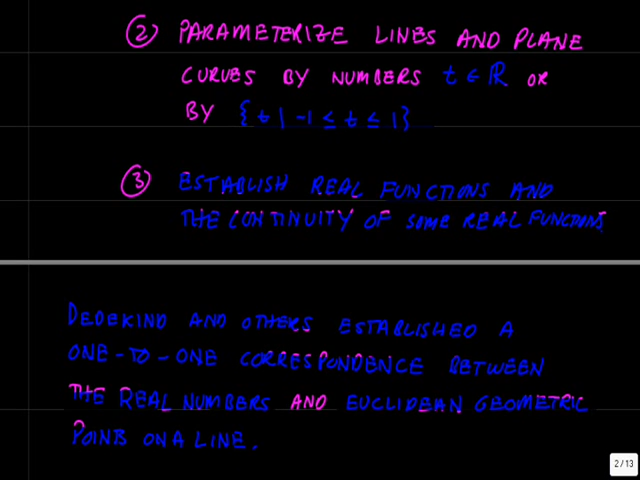 ② PARAMETERIZE LINES AND PLANE
CURVES BY NUMBERS t ∈ ℝ OR
BY { t | -1 ≤ t ≤ 1}
③ ESTABLISH REAL FUNCTIONS AND
THE CONTINUITY OF SOME REAL FUNCTIONS
DEDEKIND AND OTHERS ESTABLISHED A
ONE-TO-ONE CORRESPONDENCE BETWEEN
THE REAL NUMBERS AND EUCLIDEAN GEOMETRIC
POINTS ON A LINE.
2/13